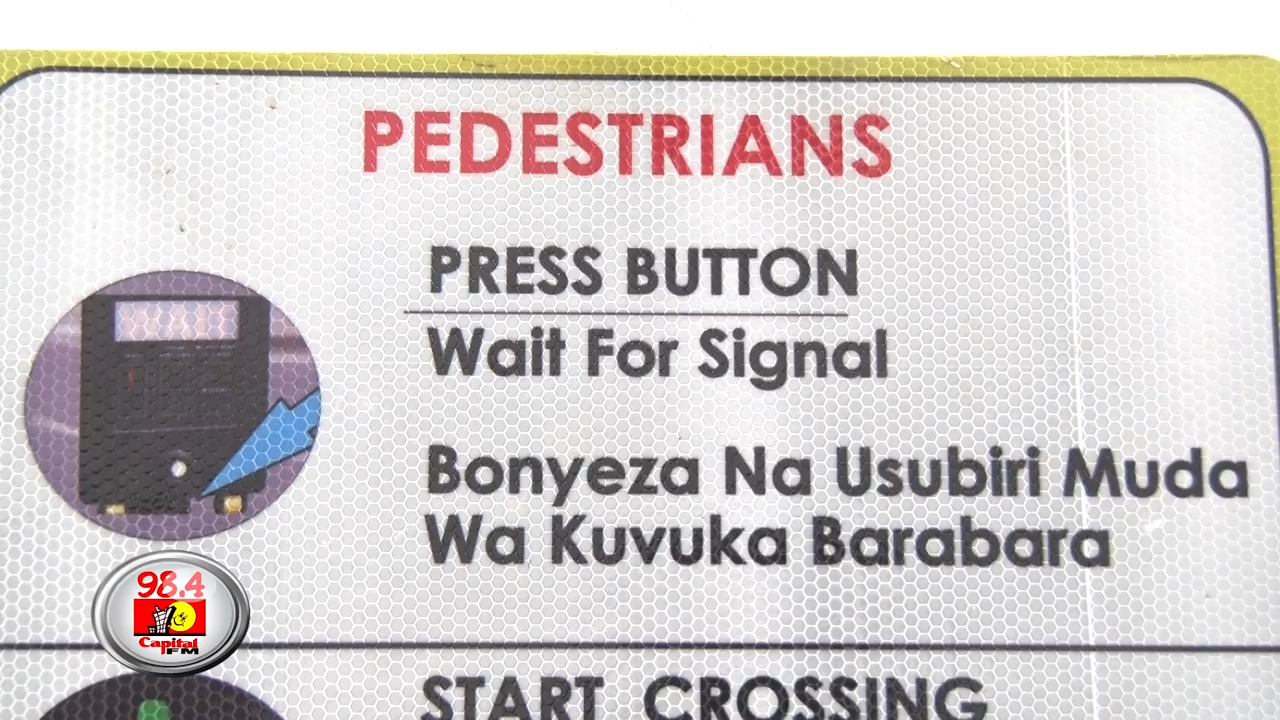 PEDESTRIANS
PRESS BUTTON
Wait For Signal
Bonyeza Na Usubiri Muda
Wa Kuvuka Barabara
98.4
Capital
FM
START CROSSING